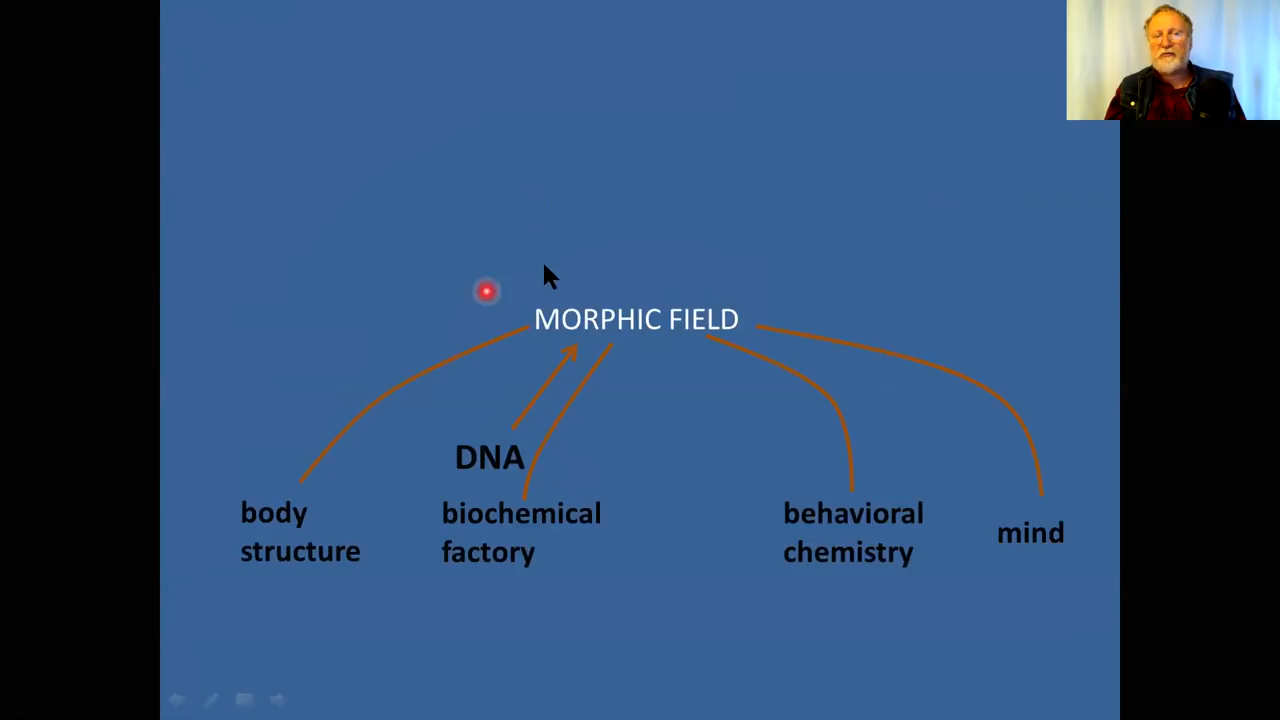 MORPHIC FIELD
DNA
body
structure
biochemical
factory
behavioral
chemistry
mind